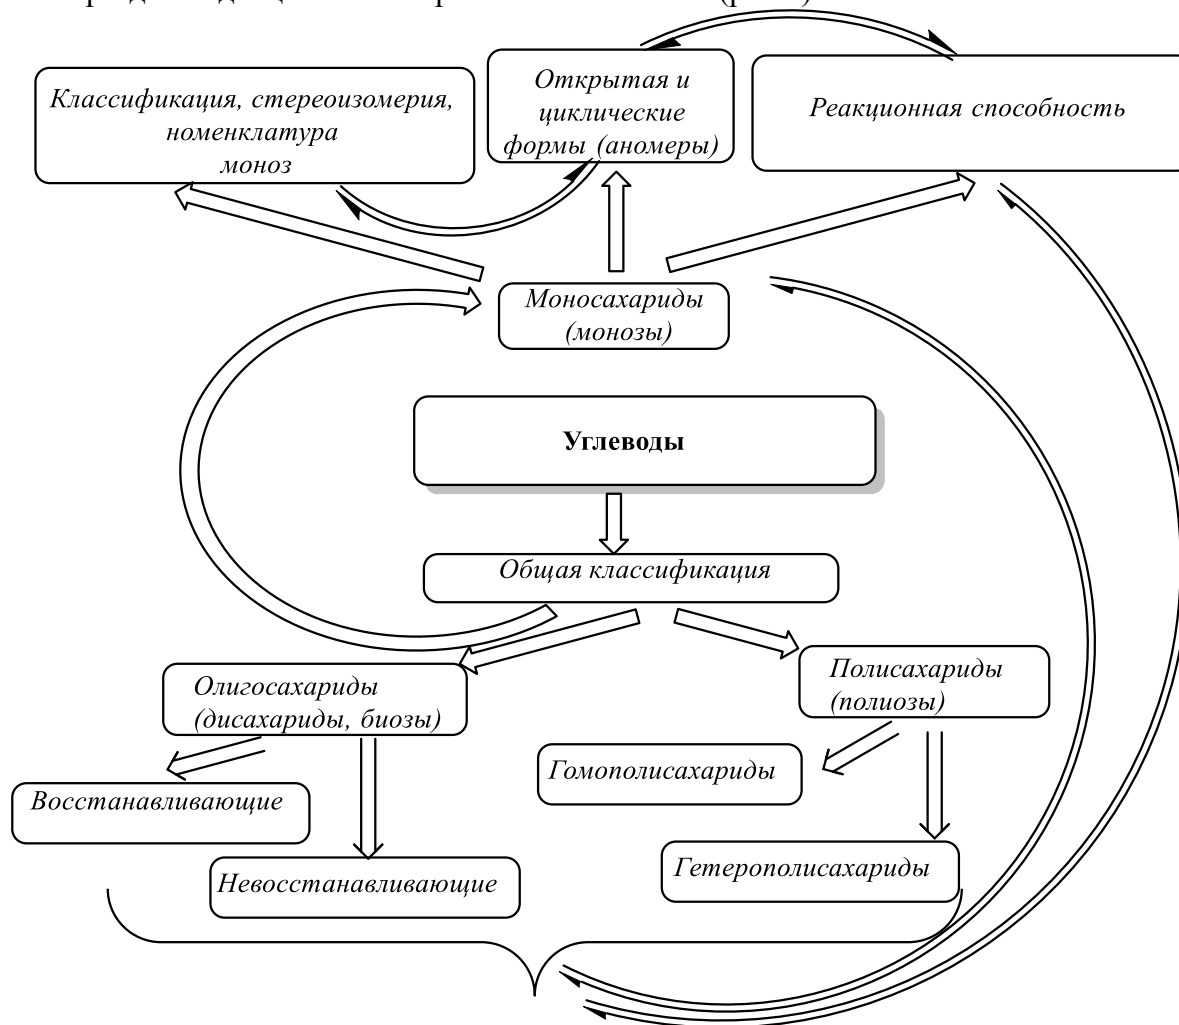 Классификация, стереоизомерия,
номенклатура
моноз
Открытая и
циклические
формы (аномеры)
Реакционная способность
Моносахариды
(монозы)
Углеводы
Общая классификация
Олигосахариды
(дисахариды, биозы)
Полисахариды
(полиозы)
Гомополисахариды
Восстанавливающие
Гетерополисахариды
Невосстанавливающие